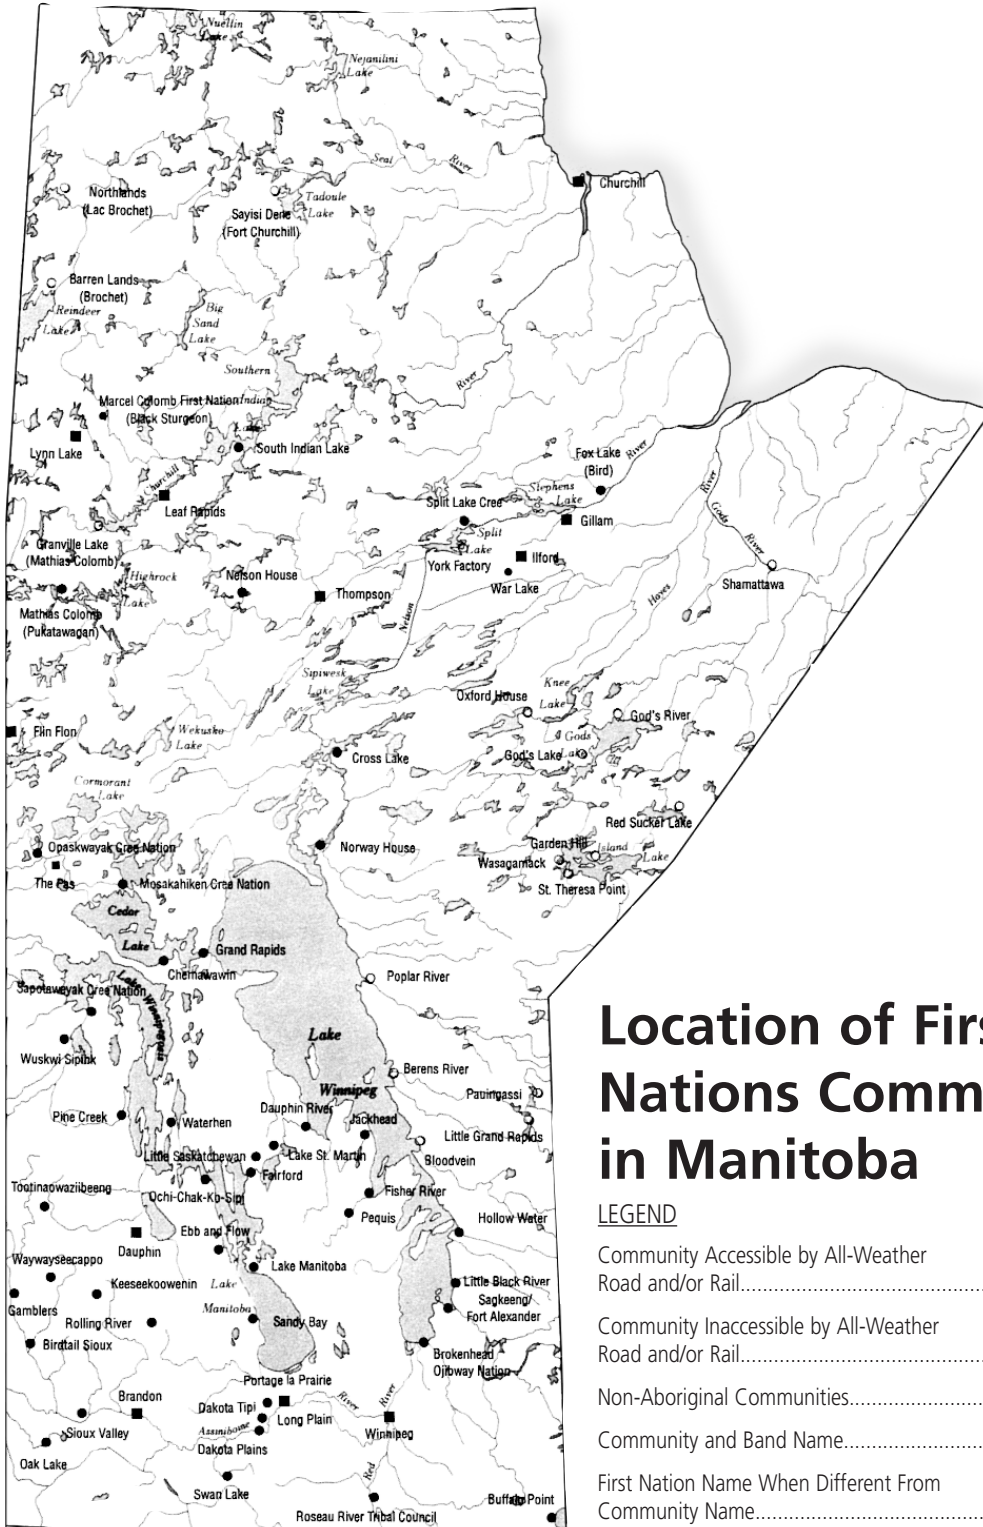 Nueltin
Lake
Nejanilini
Lake
Seal
River
Churchill
Northlands
(Lac Brochet)
Sayisi Dene
(Fort Churchill)
Tadoule
Lake
Barren Lands
(Brochet)
Reindeer
Lake
Big
Sand
Lake
Southern
Indian
Lake
River
Marcel Colomb First Nation
(Black Sturgeon)
Lynn Lake
South Indian Lake
Churchill
Leaf Rapids
Fox Lake
(Bird)
River
Stephens
Lake
Split Lake Cree
Gillam
Split
Lake
York Factory
Ilford
War Lake
River
Gods
River
Shamattawa
Hayes
Granville Lake
(Mathias Colomb)
Highrock
Lake
Nelson House
Thompson
Nelson
Mathias Colomb
(Pukatawagan)
Sipiwesk
Lake
Oxford House
Knee
Lake
God's River
Gods
Lake
God's Lake
Flin Flon
Wekusko
Lake
Cross Lake
Cormorant
Lake
Red Sucker Lake
Opaskwayak Cree Nation
Norway House
Garden Hill
Island
Lake
Wasagamack
St. Theresa Point
The Pas
Mosakahiken Cree Nation
Cedar
Lake
Grand Rapids
Chemawawin
Poplar River
Sapotaweyak Cree Nation
Lake Winnipegosis
Wuskwi Sipihk
Lake
Winnipeg
Berens River
Pauingassi
Pine Creek
Waterhen
Dauphin River
Jackhead
Little Grand Rapids
Little Saskatchewan
Lake St. Martin
Bloodvein
Fairford
Tootinaowaziibeeng
Ochi-Chak-Ko-Sipi
Fisher River
Pequis
Hollow Water
Ebb and Flow
Dauphin
Waywayseecappo
Lake Manitoba
Keeseekoowenin
Lake
Manitoba
Little Black River
Sagkeeng/
Fort Alexander
Gamblers
Rolling River
Sandy Bay
Birdtail Sioux
Brokenhead
Ojibway Nation
Portage la Prairie
Brandon
Dakota Tipi
River
River
Long Plain
Assiniboine
Winnipeg
Sioux Valley
Dakota Plains
Oak Lake
Swan Lake
Red
Roseau River Tribal Council
Buffalo Point
Location of Firs
Nations Comm
in Manitoba
LEGEND
Community Accessible by All-Weather
Road and/or Rail
Community Inaccessible by All-Weather
Road and/or Rail
Non-Aboriginal Communities
Community and Band Name
First Nation Name When Different From
Community Name